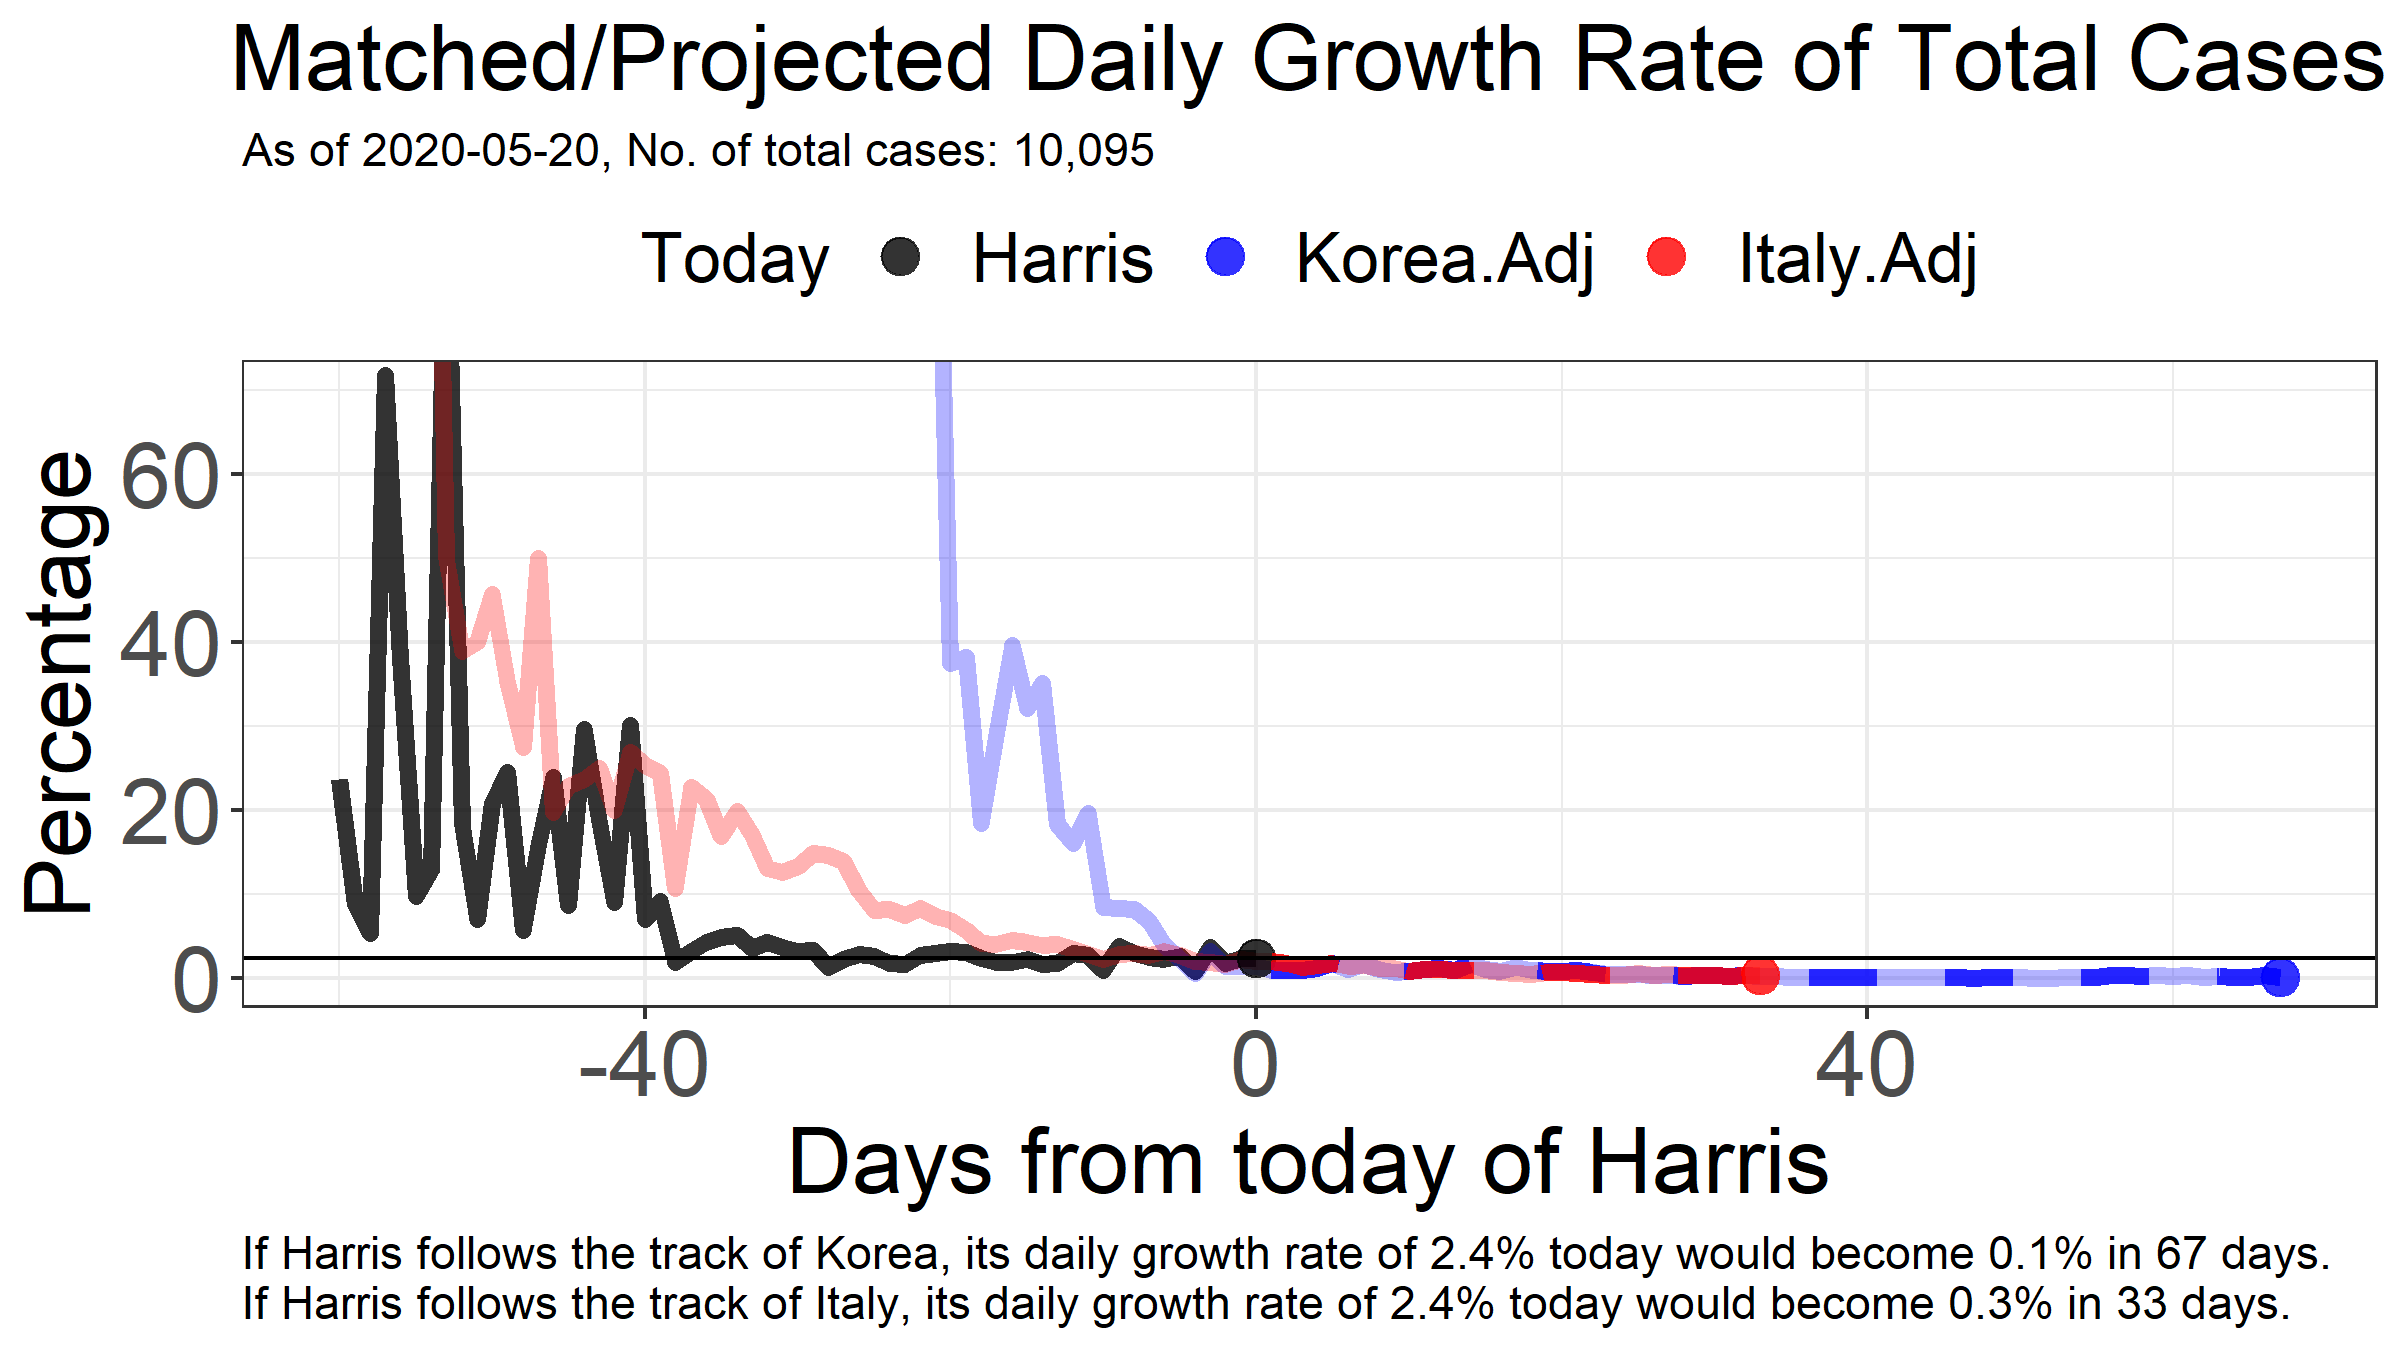 Matched/Projected Daily Growth Rate of Total Cases
As of 2020-05-20, No. of total cases: 10,095
Today Harris Korea.Adj Italy.Adj
Percentage
60
40
20
0
-40 0 40
Days from today of Harris
If Harris follows the track of Korea, its daily growth rate of 2.4% today would become 0.1% in 67 days.
If Harris follows the track of Italy, its daily growth rate of 2.4% today would become 0.3% in 33 days.